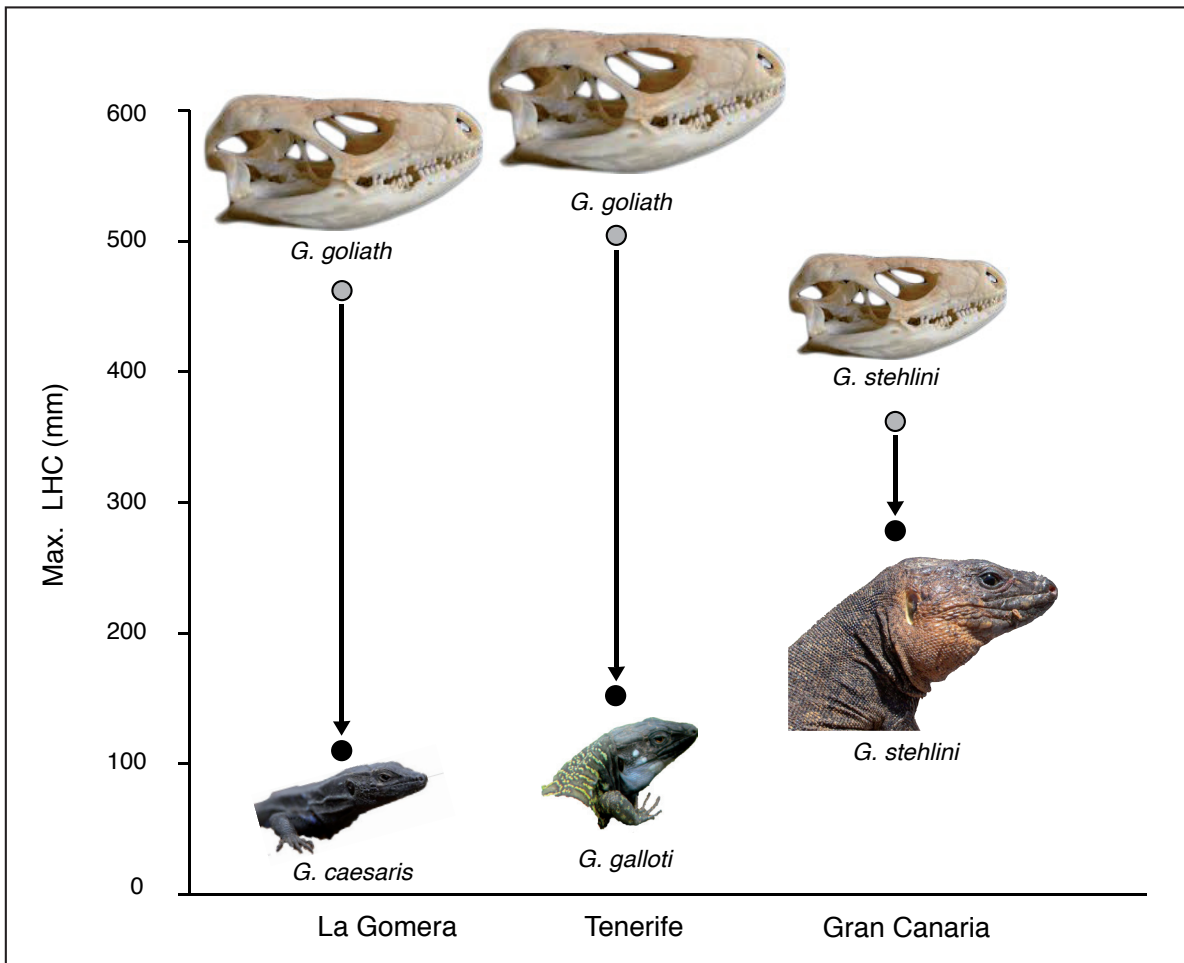 600
500
400
300
200
100
0
Max. LHC (mm)
G. goliath
G. goliath
G. stehlini
G. caesaris
G. galloti
G. stehlini
La Gomera
Tenerife
Gran Canaria